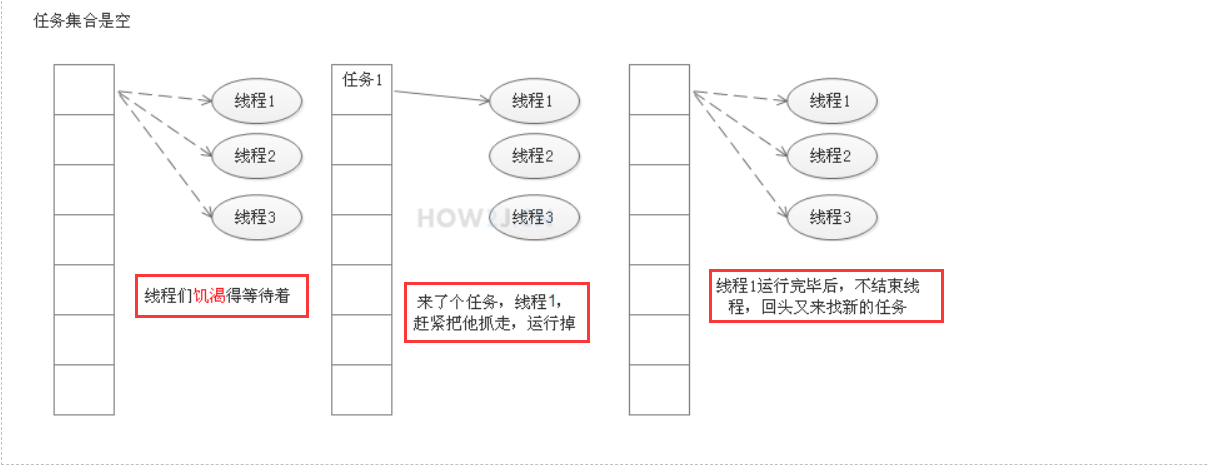 任务集合是空
线程1
线程2
线程3
线程们饥渴得等待着
任务1
线程1
线程2
线程3
来了个任务，线程1，
赶紧把他抓走，运行掉
线程1
线程2
线程3
线程1运行完毕后，不结束线
程，回头又来找新的任务